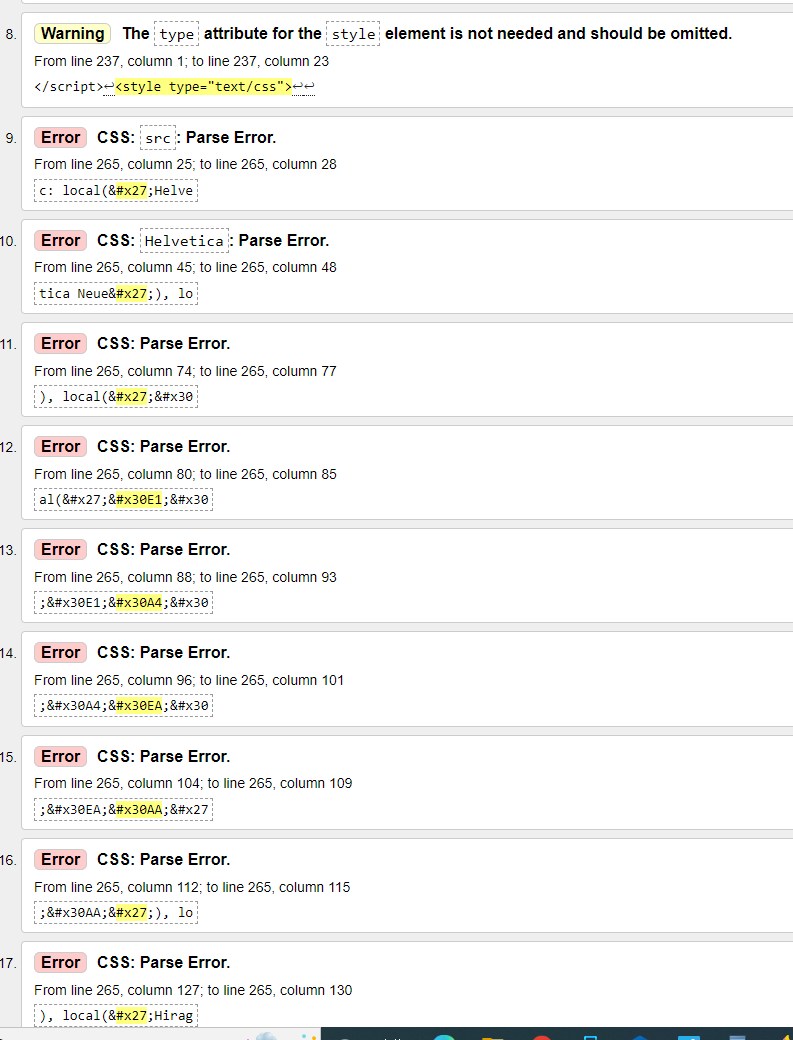 8. Warning The type attribute for the style element is not needed and should be omitted.
From line 237, column 1; to line 237, column 23
</script>↩<style type="text/css">↩↩
9. Error CSS: src: Parse Error.
From line 265, column 25; to line 265, column 28
c: local(&#x27;Helve
10. Error CSS: Helvetica: Parse Error.
From line 265, column 45; to line 265, column 48
tica Neue&#x27;), lo
11. Error CSS: Parse Error.
From line 265, column 74; to line 265, column 77
), local(&#x27;&#x30
12. Error CSS: Parse Error.
From line 265, column 80; to line 265, column 85
al(&#x27;&#x30E1;&#x30
13. Error CSS: Parse Error.
From line 265, column 88; to line 265, column 93
;&#x30E1;&#x30A4;&#x30
14. Error CSS: Parse Error.
From line 265, column 96; to line 265, column 101
;&#x30A4;&#x30EA;&#x30
15. Error CSS: Parse Error.
From line 265, column 104; to line 265, column 109
;&#x30EA;&#x30AA;&#x27
16. Error CSS: Parse Error.
From line 265, column 112; to line 265, column 115
;&#x30AA;&#x27;), lo
17. Error CSS: Parse Error.
From line 265, column 127; to line 265, column 130
), local(&#x27;Hirag